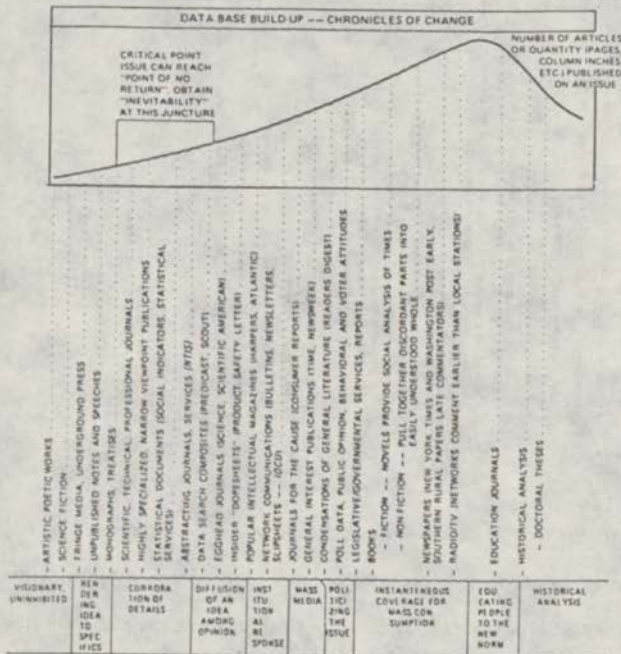 DATA BASE BUILD-UP -- CHRONICLES OF CHANGE
NUMBER OF ARTICLES
OR QUANTITY (PAGES,
COLUMN INCHES
ETC.) PUBLISHED
ON AN ISSUE
CRITICAL POINT
ISSUE CAN REACH
"POINT OF NO
RETURN", OBTAIN
"INEVITABILITY"
AT THIS JUNCTURE
ARTISTIC POETIC WORKS
SCIENCE FICTION
FRINGE MEDIA, UNDERGROUND PRESS
UNPUBLISHED NOTES AND SPEECHES
MONOGRAPHS, TREATISES
SCIENTIFIC, TECHNICAL, PROFESSIONAL JOURNALS
HIGHLY SPECIALIZED, NARROW VIEWPOINT PUBLICATIONS
STATISTICAL DOCUMENTS (SOCIAL INDICATORS, STATISTICAL
SERVICES)
ABSTRACTING JOURNALS, SERVICES (NTIS)
DATA SEARCH COMPOSITES (PREDICAST, SCOUT)
EGGHEAD JOURNALS (SCIENCE, SCIENTIFIC AMERICAN)
INSIDER "DOPESHEETS" (PRODUCT SAFETY LETTER)
POPULAR INTELLECTUAL MAGAZINES (HARPERS, ATLANTIC)
NETWORK COMMUNICATIONS (BULLETINS, NEWSLETTERS,
SLIPSHEETS ---
JOURNALS FOR THE CAUSE (CONSUMER REPORTS)
GENERAL INTEREST PUBLICATIONS (TIME, NEWSWEEK)
CONDENSATIONS OF GENERAL LITERATURE (READERS DIGEST)
POLL DATA, PUBLIC OPINION, BEHAVIORAL AND VOTER ATTITUDES
LEGISLATIVE/GOVERNMENTAL SERVICES, REPORTS
BOOKS
- FICTION -- NOVELS PROVIDE SOCIAL ANALYSIS OF TIMES
- NON FICTION -- PULL TOGETHER DISCORDANT PARTS INTO
EASILY UNDERSTOOD WHOLE
NEWSPAPERS (NEW YORK TIMES AND WASHINGTON POST EARLY,
SOUTHERN RURAL PAPERS LATE COMMENTATORS)
RADIO/TV (NETWORKS COMMENT EARLIER THAN LOCAL STATIONS)
EDUCATION JOURNALS
HISTORICAL ANALYSIS
- DOCTORAL THESES
VISIONARY,
UNINHIBITED
REN
DER
ING
IDEA
TO
SPEC
IFICS
CORROBORA
TION OF
DETAILS
DIFFUSION
OF AN
IDEA
AMONG
OPINION
INST
ITU
TION
AL
RE
SPONSE
MASS
MEDIA
POLI
TICI
ZING
THE
ISSUE
INSTANTANEOUS
COVERAGE FOR
MASS CON
SUMPTION
EDU
CATING
PEOPLE
TO THE
NEW
NORM
HISTORICAL
ANALYSIS